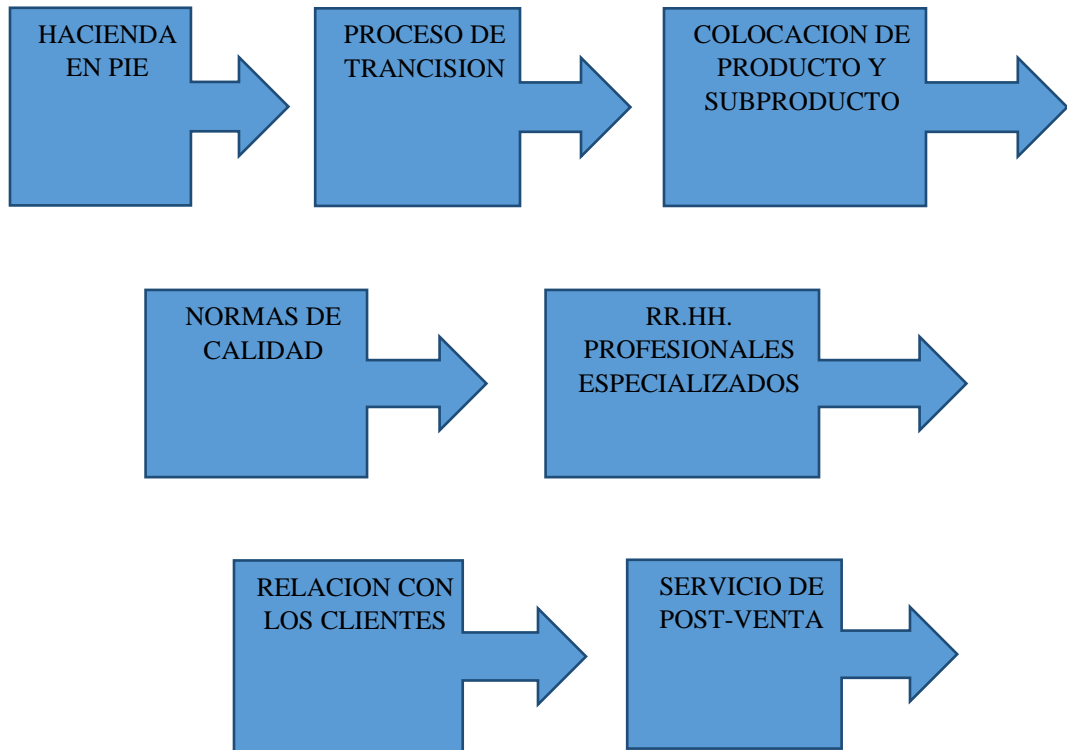 HACIENDA
EN PIE
PROCESO DE
TRANCISION
COLOCACION DE
PRODUCTO Y
SUBPRODUCTO
NORMAS DE
CALIDAD
RR.HH.
PROFESIONALES
ESPECIALIZADOS
RELACION CON
LOS CLIENTES
SERVICIO DE
POST-VENTA